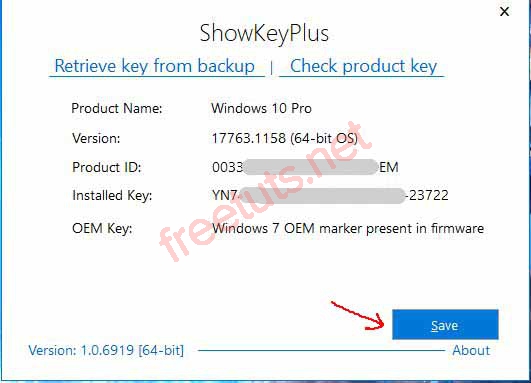 ×
ShowKeyPlus
Retrieve key from backup | Check product key
Product Name: Windows 10 Pro
Version: 17763.1158 (64-bit OS)
Product ID: 0033 EM
Installed Key: YN7 -23722
OEM Key: Windows 7 OEM marker present in firmware
freetuts.net
Save
Version: 1.0.6919 [64-bit] About